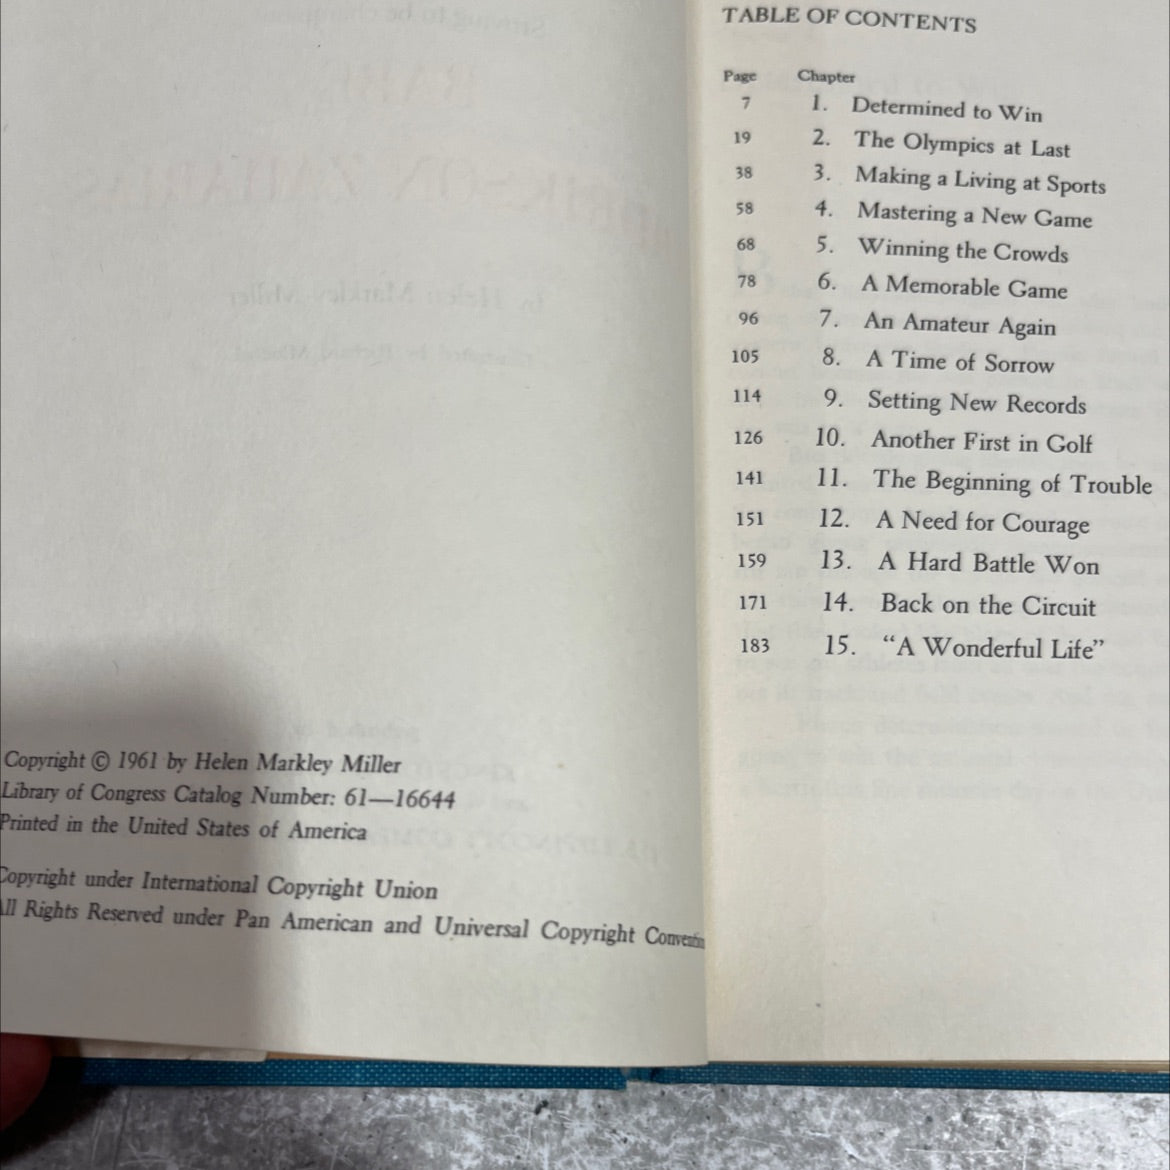 Copyright © 1961 by Helen Markley Miller
Library of Congress Catalog Number: 61—16644
Printed in the United States of America
Copyright under International Copyright Union
All Rights Reserved under Pan American and Universal Copyright Convention
TABLE OF CONTENTS
Page Chapter
7 1. Determined to Win
19 2. The Olympics at Last
38 3. Making a Living at Sports
58 4. Mastering a New Game
68 5. Winning the Crowds
78 6. A Memorable Game
96 7. An Amateur Again
105 8. A Time of Sorrow
114 9. Setting New Records
126 10. Another First in Golf
141 11. The Beginning of Trouble
151 12. A Need for Courage
159 13. A Hard Battle Won
171 14. Back on the Circuit
183 15. “A Wonderful Life”